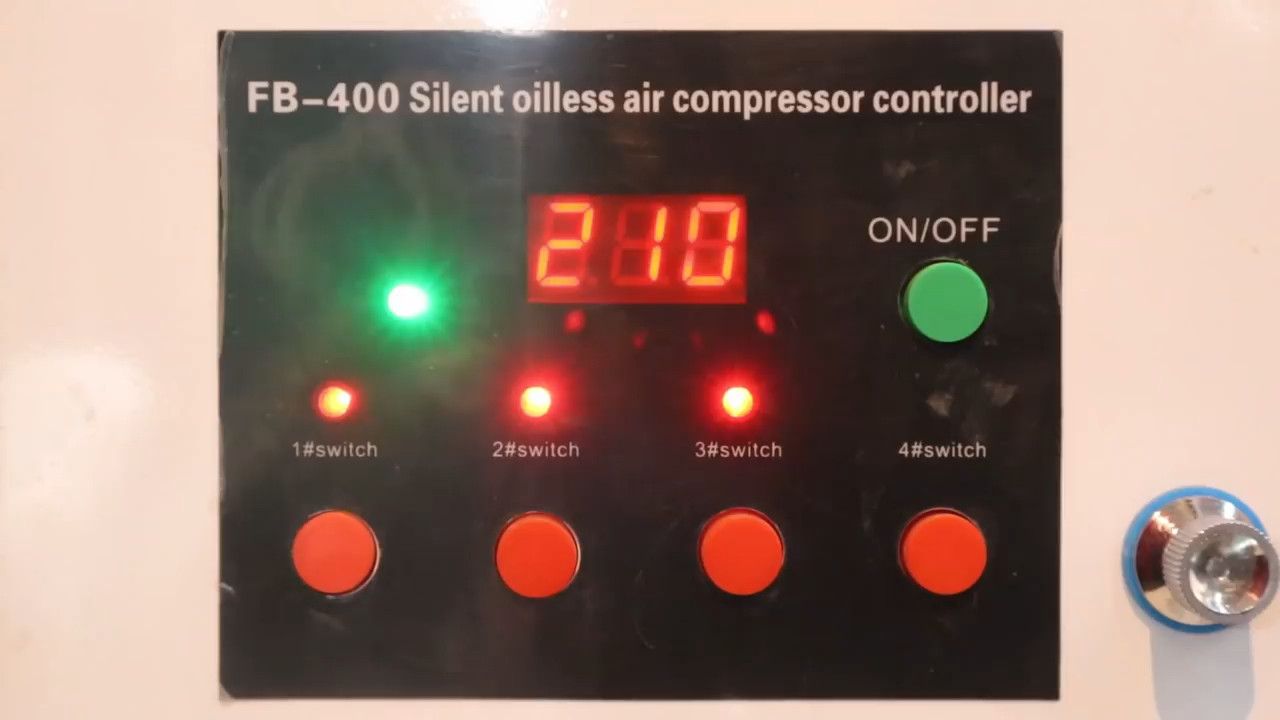 FB-400 Silent oilless air compressor controller
210
ON/OFF
1#switch 2#switch 3#switch 4#switch